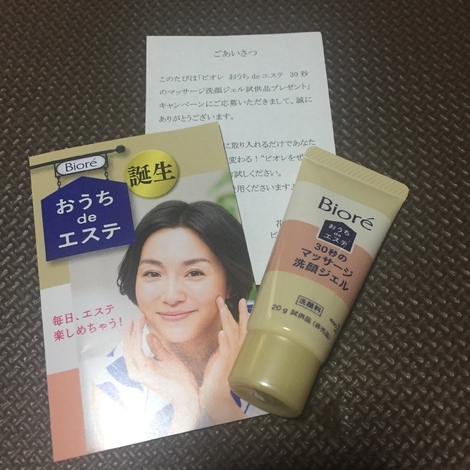 ごあいさつ
このたびは「ビオレ おうち de エステ 30秒
のマッサージ洗顔ジェル試供品プレゼント」
キャンペーンにご応募いただきまして、誠に
ありがとうございます。
に取り入れるだけであな
変わる！“ビオレをぜ
試しください。
用くださいます
花
ビ
Bioré
おうち
de
エステ
誕生
毎日、エステ
楽しめちゃう！
Bioré
おうち
de
エステ
30秒の
マッサージ
洗顔ジェル
洗顔料
20g 試供品